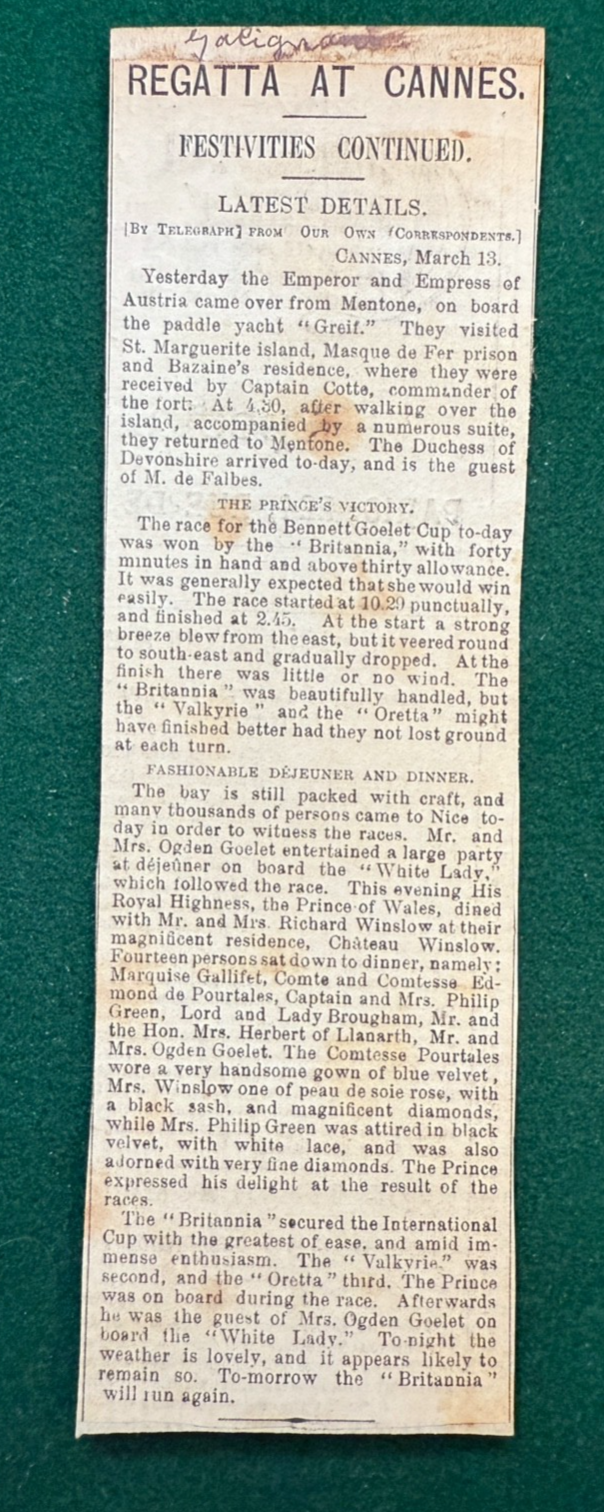 REGATTA AT CANNES.
FESTIVITIES CONTINUED.
LATEST DETAILS.
[BY TELEGRAPH] FROM OUR OWN (CORRESPONDENTS.]
CANNES, March 13.
Yesterday the Emperor and Empress of
Austria came over from Mentone, on board
the paddle yacht "Greif." They visited
St. Marguerite island, Masque de Fer prison
and Bazaine's residence, where they were
received by Captain Cotte, commander of
the fort: At 4.30, after walking over the
island, accompanied by a numerous suite,
they returned to Mentone. The Duchess of
Devonshire arrived to-day, and is the guest
of M. de Falbes.
THE PRINCE'S VICTORY.
The race for the Bennett Goelet Cup to-day
was won by the "Britannia," with forty
minutes in hand and above thirty allowance.
It was generally expected that she would win
easily. The race started at 10.29 punctually,
and finished at 2.45. At the start a strong
breeze blew from the east, but it veered round
to south-east and gradually dropped. At the
finish there was little or no wind. The
"Britannia" was beautifully handled, but
the "Valkyrie" and the "Oretta" might
have finished better had they not lost ground
at each turn.
FASHIONABLE DÉJEUNER AND DINNER.
The bay is still packed with craft, and
many thousands of persons came to Nice to-
day in order to witness the races. Mr. and
Mrs. Ogden Goelet entertained a large party
at déjeûner on board the "White Lady,"
which followed the race. This evening His
Royal Highness, the Prince of Wales, dined
with Mr. and Mrs. Richard Winslow at their
magnificent residence, Château Winslow.
Fourteen persons sat down to dinner, namely:
Marquise Gallifet, Comte and Comtesse Ed-
mond de Pourtales, Captain and Mrs. Philip
Green, Lord and Lady Brougham, Mr. and
the Hon. Mrs. Herbert of Llanarth, Mr. and
Mrs. Ogden Goelet. The Comtesse Pourtales
wore a very handsome gown of blue velvet,
Mrs. Winslow one of peau de soie rose, with
a black sash, and magnificent diamonds,
while Mrs. Philip Green was attired in black
velvet, with white lace, and was also
adorned with very fine diamonds. The Prince
expressed his delight at the result of the
races.
The "Britannia" secured the International
Cup with the greatest of ease, and amid im-
mense enthusiasm. The "Valkyrie" was
second, and the "Oretta" third. The Prince
was on board during the race. Afterwards
he was the guest of Mrs. Ogden Goelet on
board the "White Lady." To-night the
weather is lovely, and it appears likely to
remain so. To-morrow the "Britannia"
will run again.